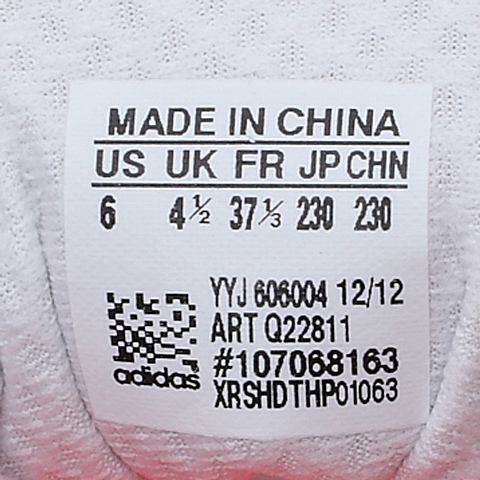 MADE IN CHINA
US UK FR JP CHN
6 4½ 37⅓ 230 230
YYJ 606004 12/12
ART Q22811
#107068163
XRSHDTHP01063
adidas